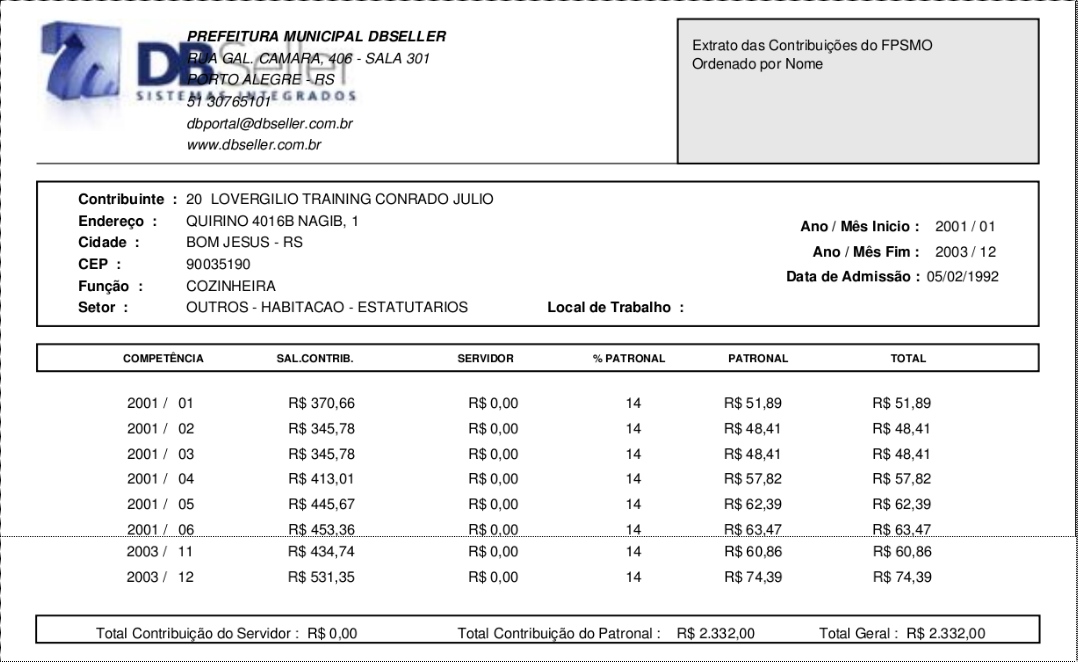 DBSeller
SISTEMAS INTEGRADOS
PREFEITURA MUNICIPAL DBSELLER
RUA GAL. CAMARA, 406 - SALA 301
PORTO ALEGRE - RS
51 30765101
dbportal@dbseller.com.br
www.dbseller.com.br
Extrato das Contribuições do FPSMO
Ordenado por Nome
Contribuinte : 20 LOVERGILIO TRAINING CONRADO JULIO
Endereço : QUIRINO 4016B NAGIB, 1
Cidade : BOM JESUS - RS
CEP : 90035190
Função : COZINHEIRA
Setor : OUTROS - HABITACAO - ESTATUTARIOS Local de Trabalho :
Ano / Mês Inicio : 2001 / 01
Ano / Mês Fim : 2003 / 12
Data de Admissão : 05/02/1992
COMPETÊNCIA SAL.CONTRIB. SERVIDOR % PATRONAL PATRONAL TOTAL
2001 / 01 R$ 370,66 R$ 0,00 14 R$ 51,89 R$ 51,89
2001 / 02 R$ 345,78 R$ 0,00 14 R$ 48,41 R$ 48,41
2001 / 03 R$ 345,78 R$ 0,00 14 R$ 48,41 R$ 48,41
2001 / 04 R$ 413,01 R$ 0,00 14 R$ 57,82 R$ 57,82
2001 / 05 R$ 445,67 R$ 0,00 14 R$ 62,39 R$ 62,39
2001 / 06 R$ 453,36 R$ 0,00 14 R$ 63,47 R$ 63,47
2003 / 11 R$ 434,74 R$ 0,00 14 R$ 60,86 R$ 60,86
2003 / 12 R$ 531,35 R$ 0,00 14 R$ 74,39 R$ 74,39
Total Contribuição do Servidor : R$ 0,00 Total Contribuição do Patronal : R$ 2.332,00 Total Geral : R$ 2.332,00